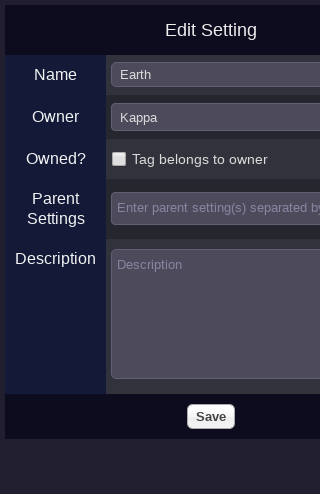 Edit Setting
Name
Earth
Owner
Kappa
Owned?
Tag belongs to owner
Parent
Settings
Enter parent setting(s) separated by
Description
Description
Save